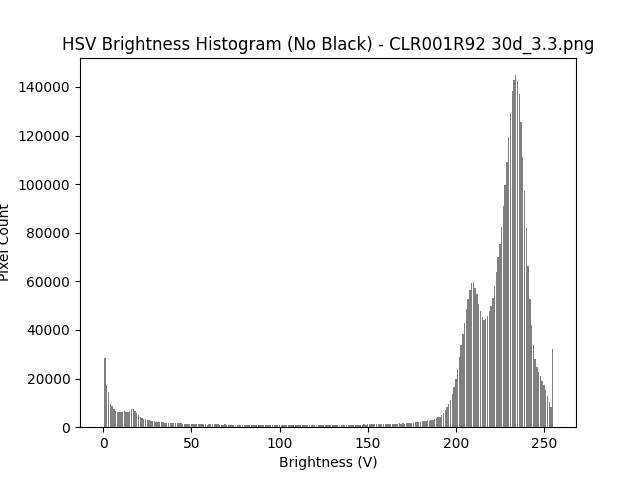 HSV Brightness Histogram (No Black) - CLR001R92 30d_3.3.png
140000
120000
100000
80000
60000
40000
20000
0
Pixel Count
0 50 100 150 200 250
Brightness (V)